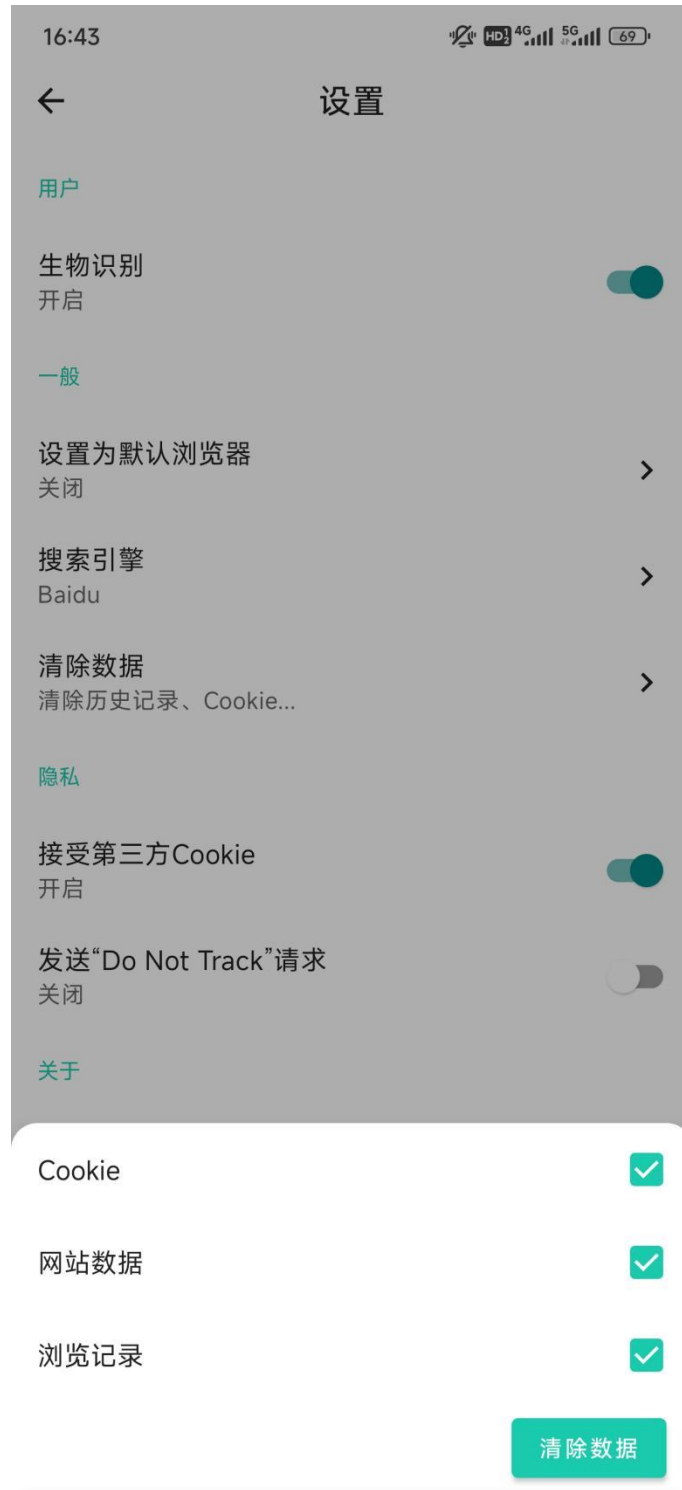 16:43 HD 4G 5G 69
设置
用户
生物识别
开启
一般
设置为默认浏览器
关闭
搜索引擎
Baidu
清除数据
清除历史记录、Cookie...
隐私
接受第三方Cookie
开启
发送“Do Not Track”请求
关闭
关于
Cookie
网站数据
浏览记录
清除数据